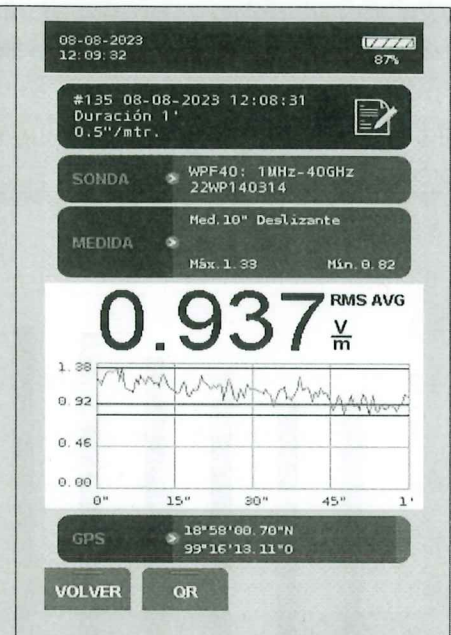 08-08-2023
12:09:32
87%
#135 08-08-2023 12:08:31
Duración 1'
0.5"/mtr.
SONDA
WPF40: 1MHz-40GHz
22WP140314
MEDIDA
Med.10" Deslizante
Máx.1.33 Mín.0.82
0.937 RMS AVG
V/m
1.38
0.92
0.46
0.00
0" 15" 30" 45" 1'
GPS
18°58'00.70"N
99°16'13.11"O
VOLVER QR